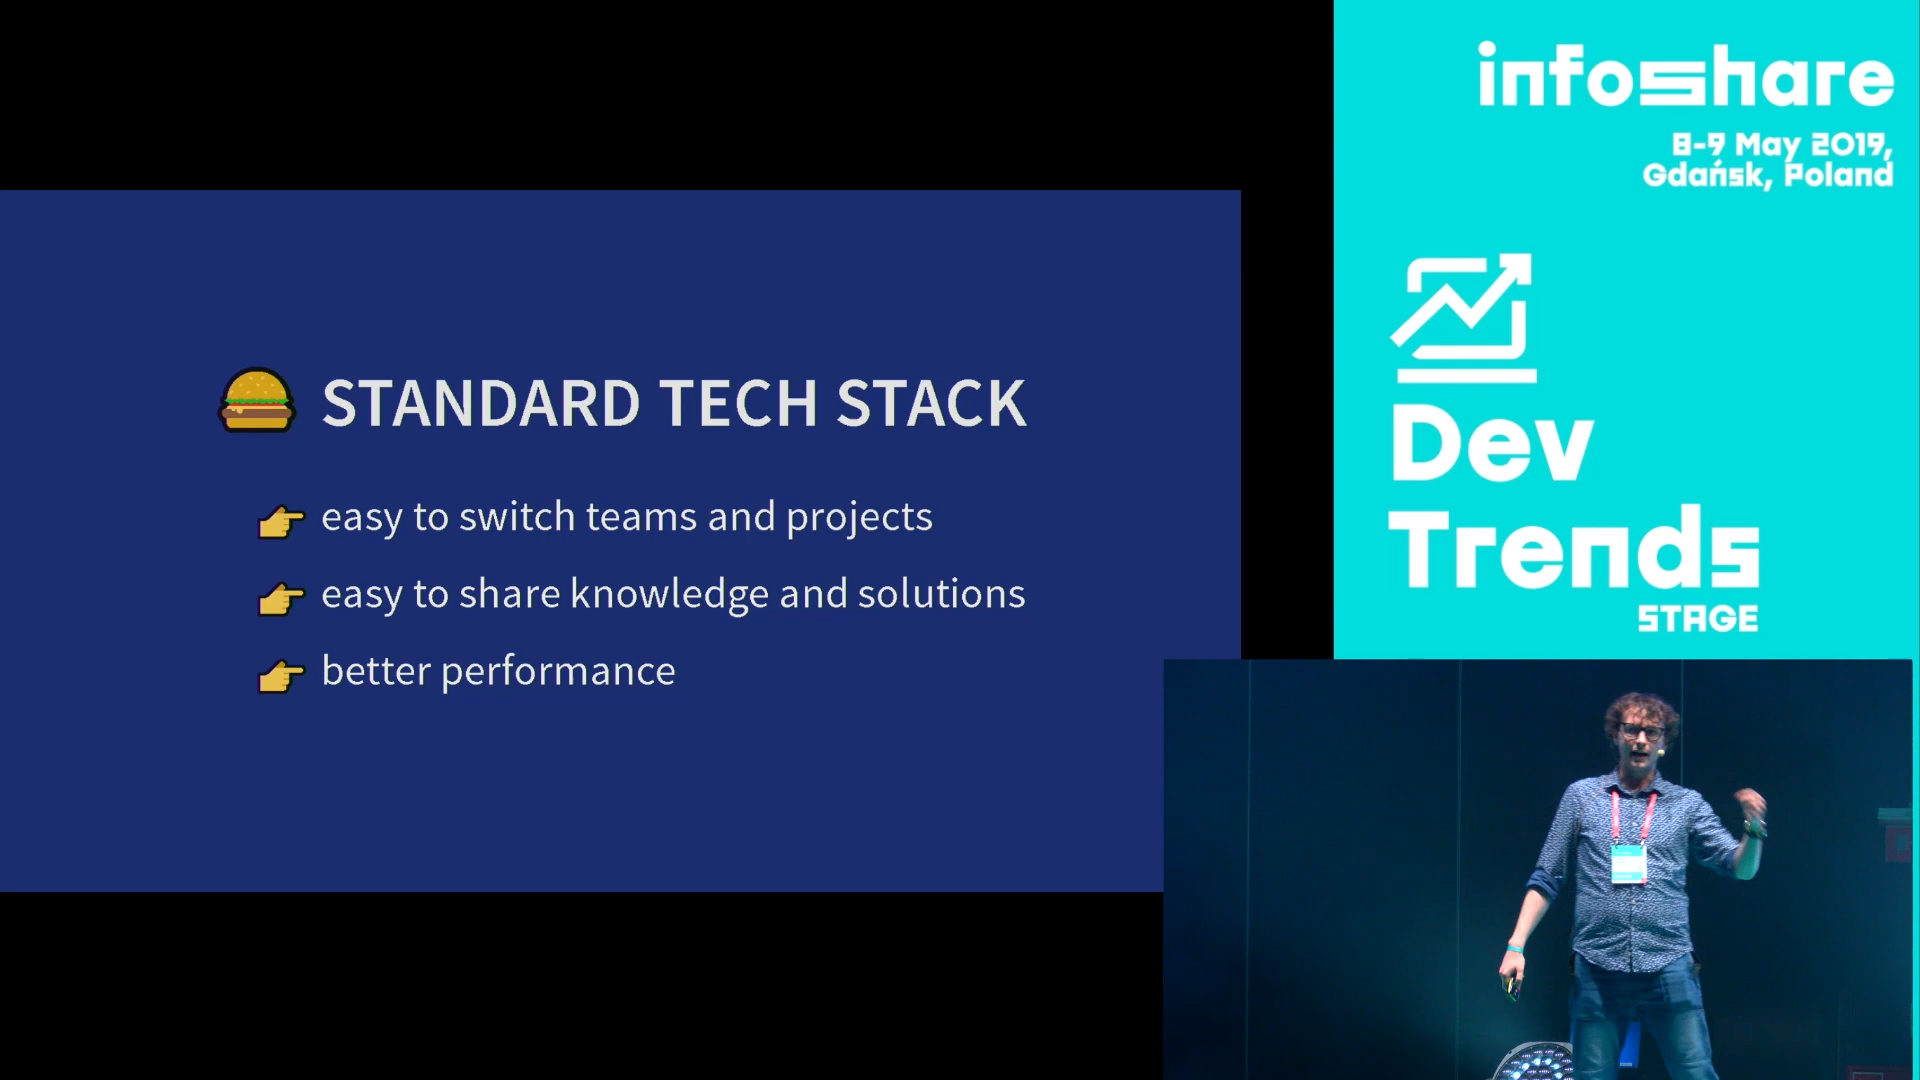 STANDARD TECH STACK
easy to switch teams and projects
easy to share knowledge and solutions
better performance
infoshare
8-9 May 2019,
Gdańsk, Poland
Dev
Trends
STAGE